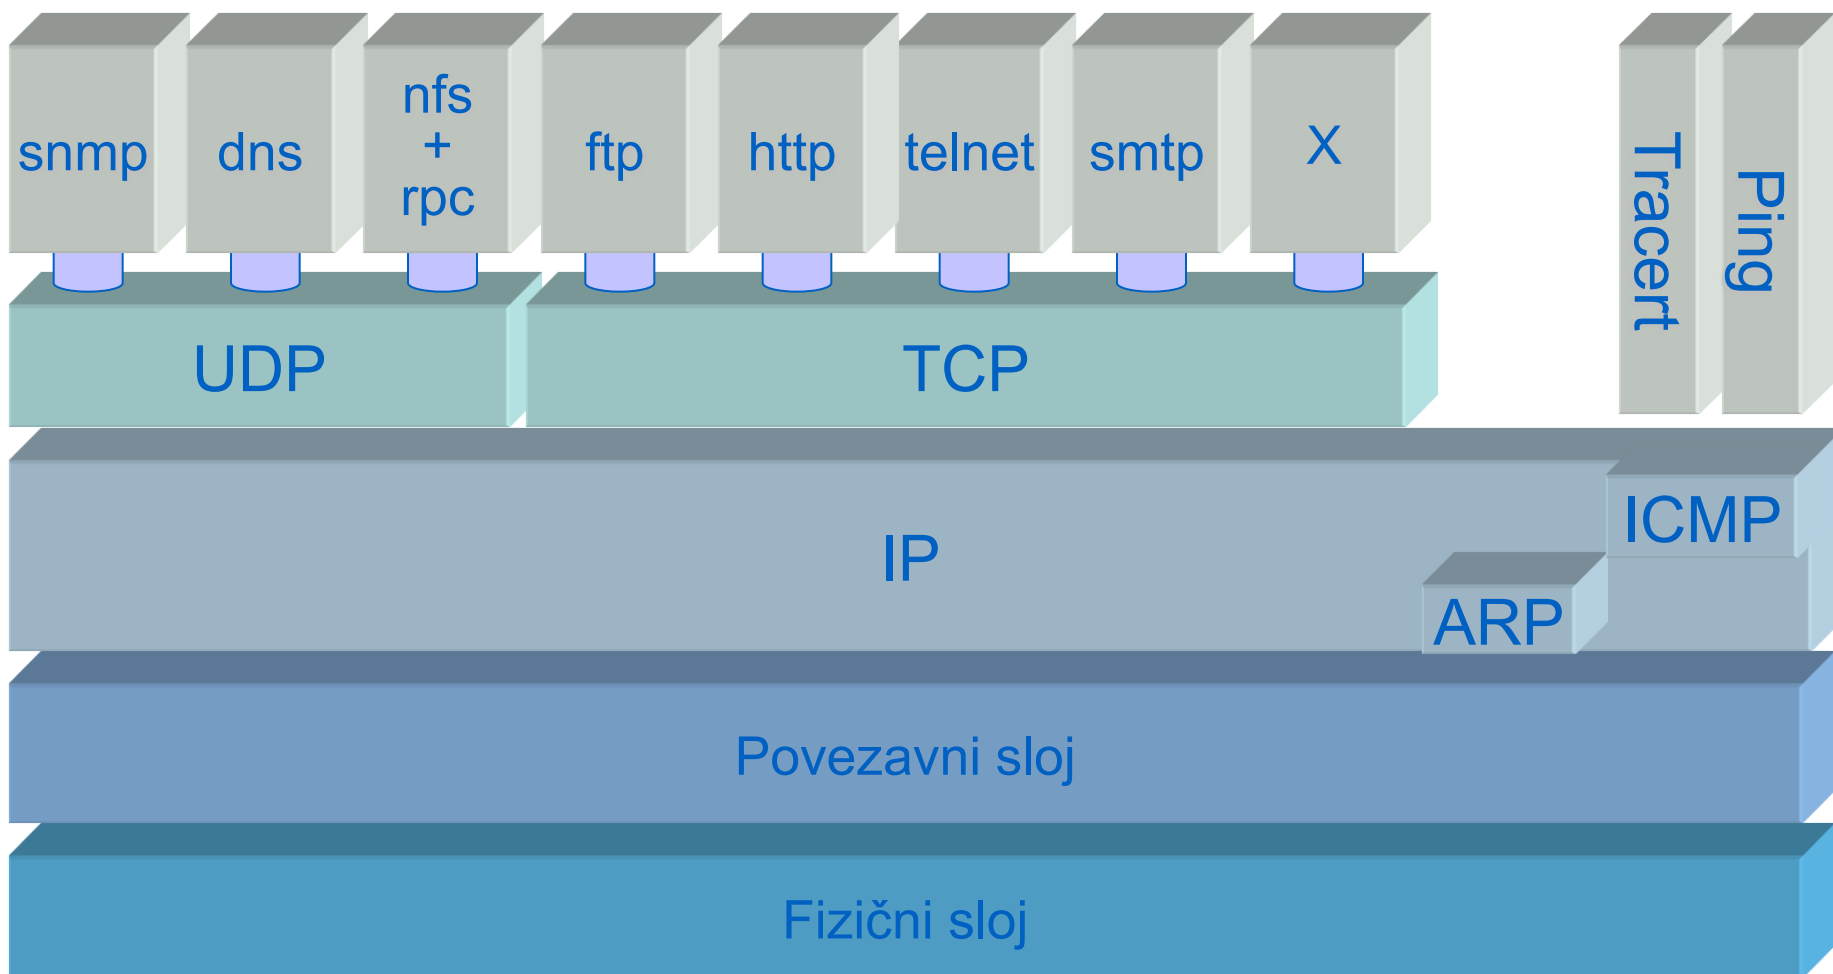 snmp
dns
nfs
+
rpc
ftp
http
telnet
smtp
X
Tracert
Ping
UDP
TCP
IP
ICMP
ARP
Povezavni sloj
Fizični sloj